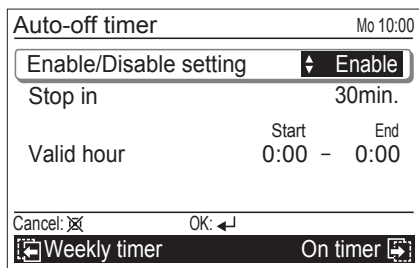 Auto-off timer Mo 10:00
Enable/Disable setting Enable
Stop in 30min.
Start End
Valid hour 0:00 – 0:00
Cancel: OK:
Weekly timer On timer